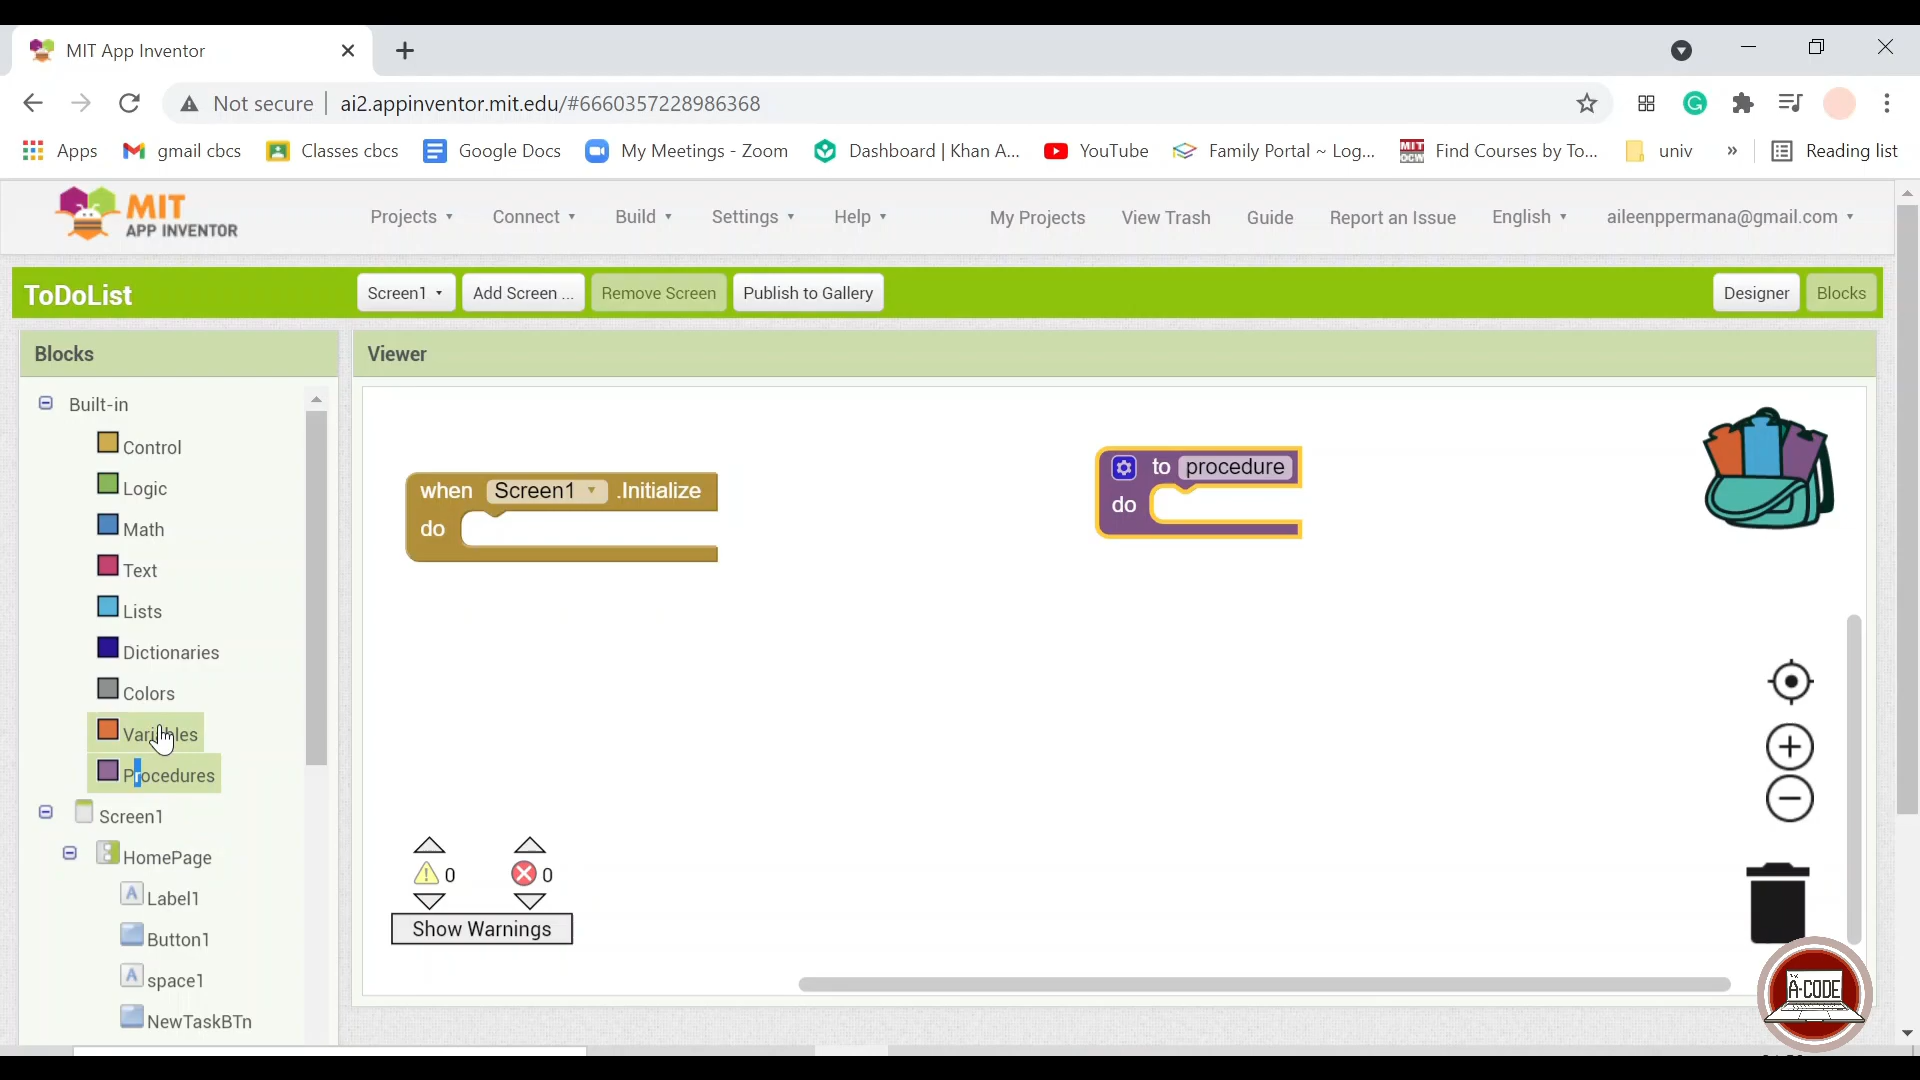 MIT App Inventor
Not secure | ai2.appinventor.mit.edu/#6660357228986368
Apps gmail cbcs Classes cbcs Google Docs My Meetings - Zoom Dashboard | Khan A... YouTube Family Portal ~ Log... MIT OCW Find Courses by To... univ » Reading list
MIT APP INVENTOR
Projects Connect Build Settings Help My Projects View Trash Guide Report an Issue English aileenppermana@gmail.com
ToDoList Screen1 Add Screen ... Remove Screen Publish to Gallery Designer Blocks
Blocks Viewer
Built-in
Control
Logic
Math
Text
Lists
Dictionaries
Colors
Variables
Procedures
Screen1
HomePage
A Label1
Button1
A space1
NewTaskBTn
when Screen1 .Initialize
do
to procedure
do
0 0
Show Warnings
A-CODE